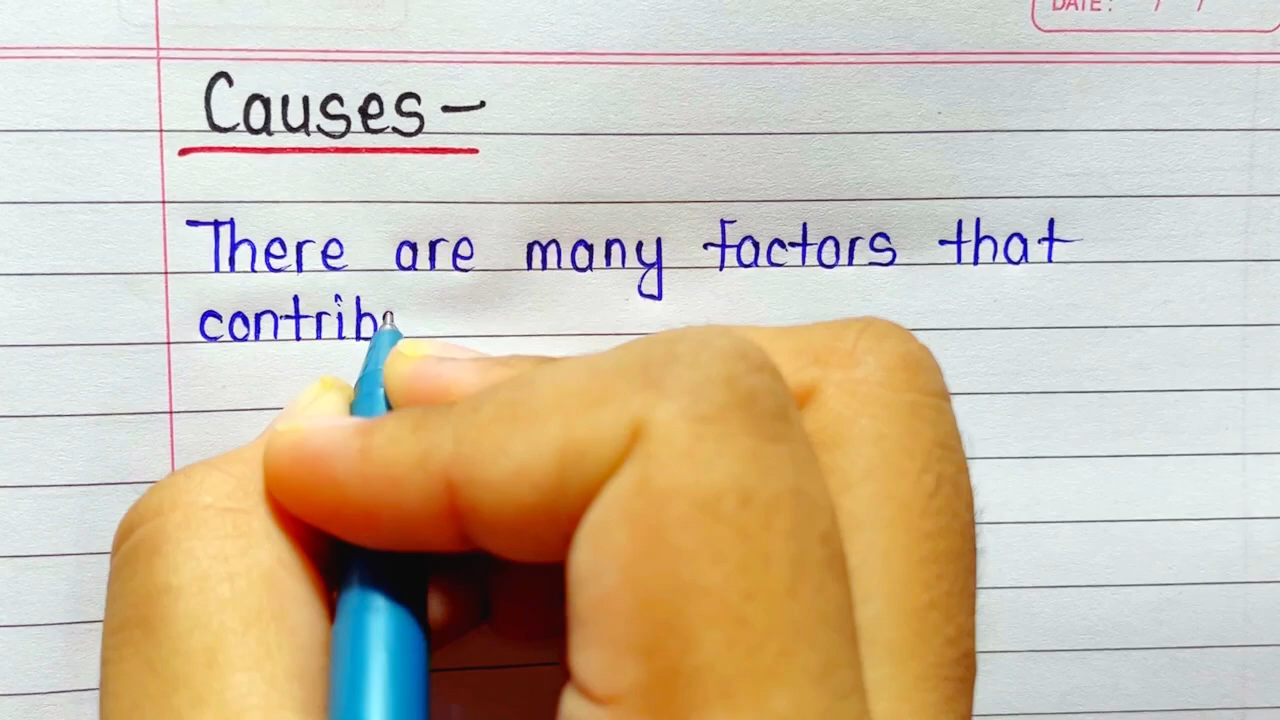 DATE: / /
Causes-
There are many factors that
contrib